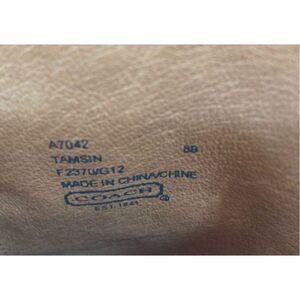 A7042 8B
TAMSIN
F2370/G12
MADE IN CHINA/CHINE
COACH ®
EST. 1941